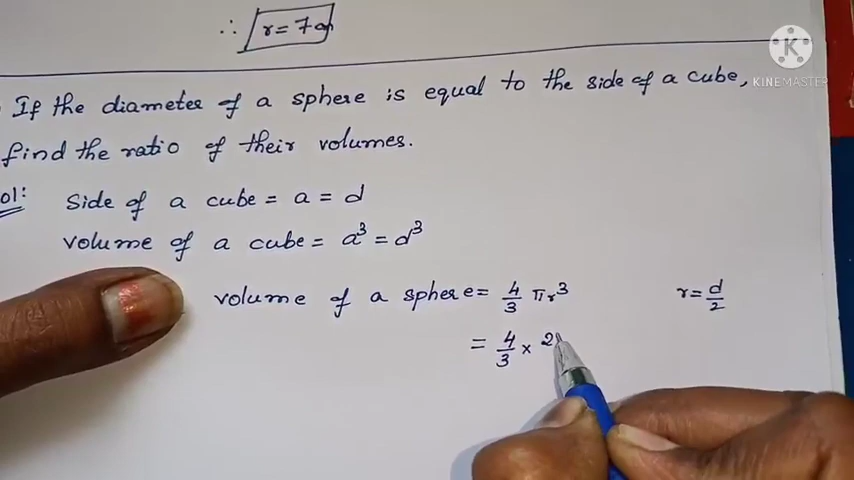 ∴ r = 7 cm
If the diameter of a sphere is equal to the side of a cube,
find the ratio of their volumes.
ol: side of a cube = a = d
volume of a cube = a³ = d³
volume of a sphere = 4/3 πr³ r = d/2
= 4/3 × 2
K
KINEMASTER